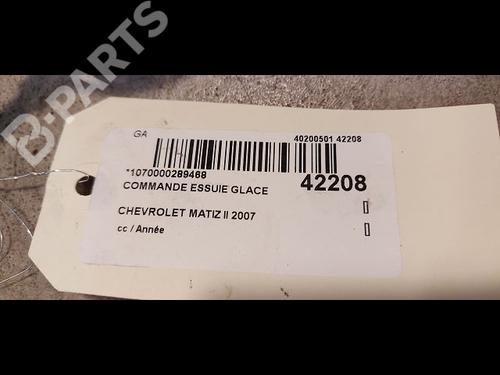 B-PARTS
GA
40200501 42208
*1070000289468
COMMANDE ESSUIE GLACE 42208
CHEVROLET MATIZ II 2007
cc / Année